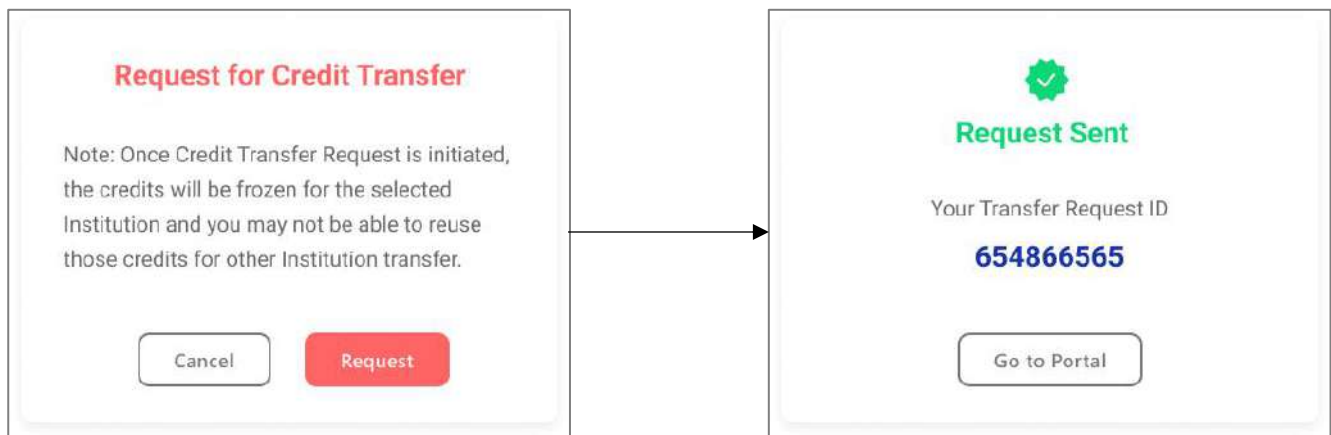 Request for Credit Transfer
Note: Once Credit Transfer Request is initiated,
the credits will be frozen for the selected
Institution and you may not be able to reuse
those credits for other Institution transfer.
Cancel
Request
Request Sent
Your Transfer Request ID
654866565
Go to Portal